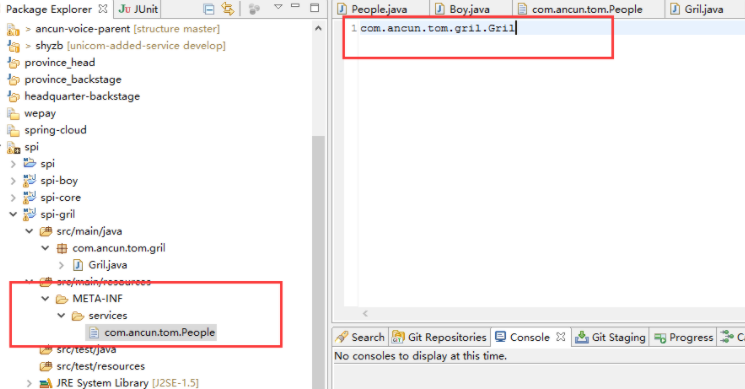 Package Explorer
JUnit
> ancun-voice-parent [structure master]
> shyzb [unicom-added-service develop]
province_head
province_backstage
headquarter-backstage
wepay
spring-cloud
spi
spi
spi-boy
spi-core
spi-gril
src/main/java
com.ancun.tom.gril
Gril.java
src/main/resources
META-INF
services
com.ancun.tom.People
src/test/java
src/test/resources
JRE System Library [J2SE-1.5]
People.java
Boy.java
com.ancun.tom.People
Gril.java
1 com.ancun.tom.gril.Gril
Search
Git Repositories
Console
Git Staging
Progress
No consoles to display at this time.